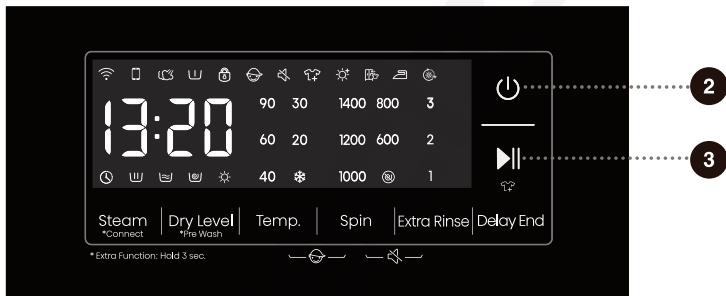 2
90 30 1400 800 3
13:20
60 20 1200 600 2
3
40 1000 1
Steam Dry Level Temp. Spin Extra Rinse Delay End
*Connect *Pre Wash
* Extra Function: Hold 3 sec.